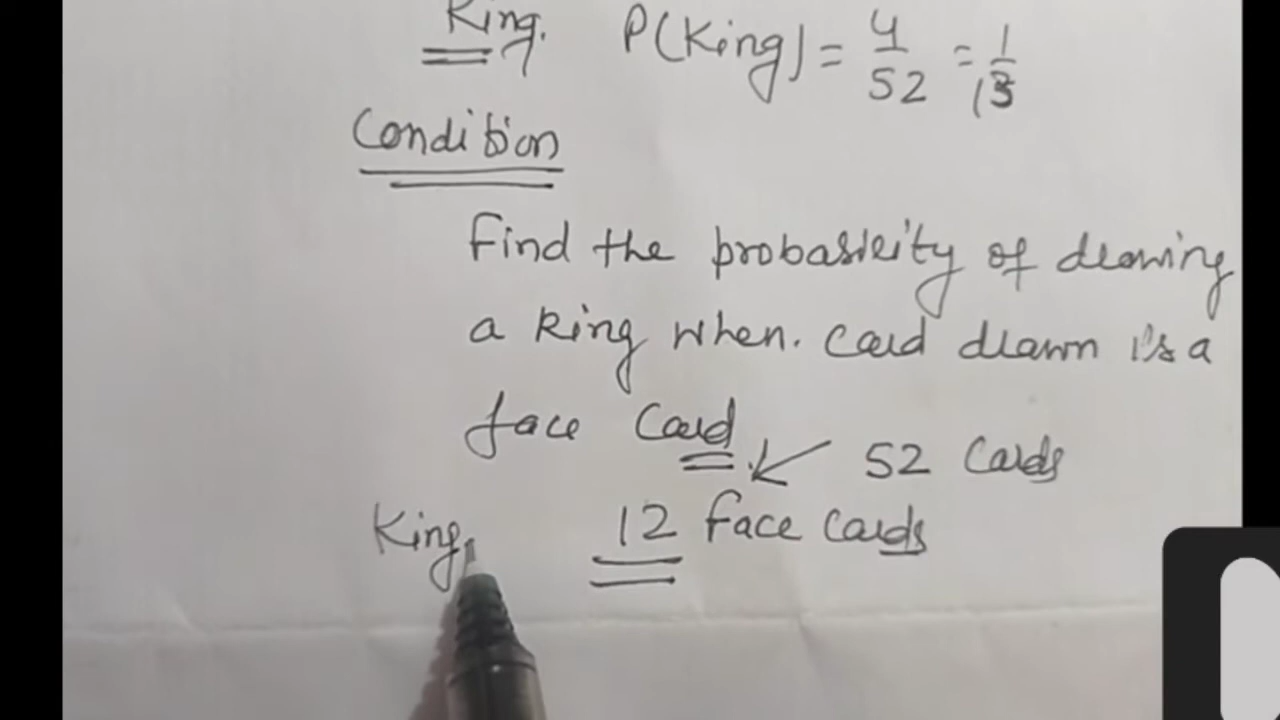 King. P(King) = 4/52 = 1/13
Condition
Find the probability of drawing
a king when. Card drawn is a
face Card
52 Cards
King 12 Face Cards